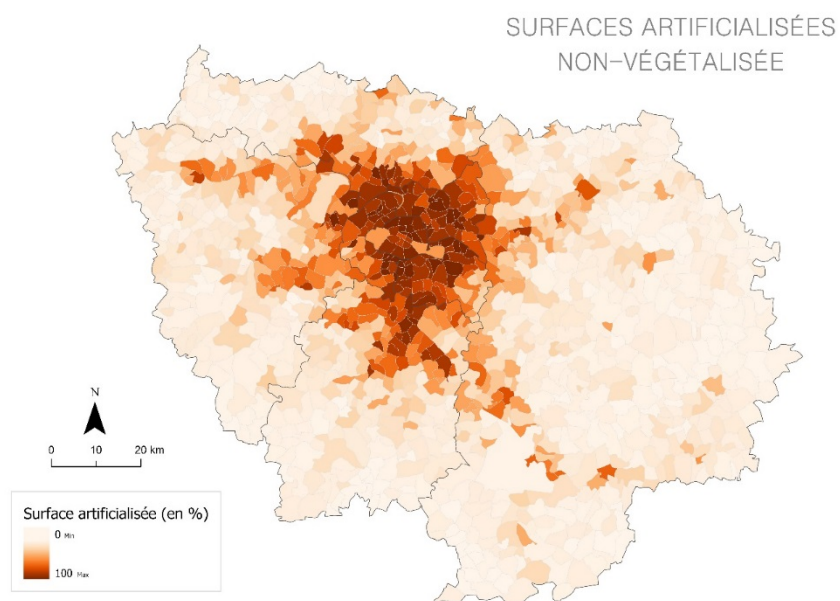 SURFACES ARTIFICIALISÉES
NON-VÉGÉTALISÉE
N
0 10 20 km
Surface artificialisée (en %)
0 Min
100 Max